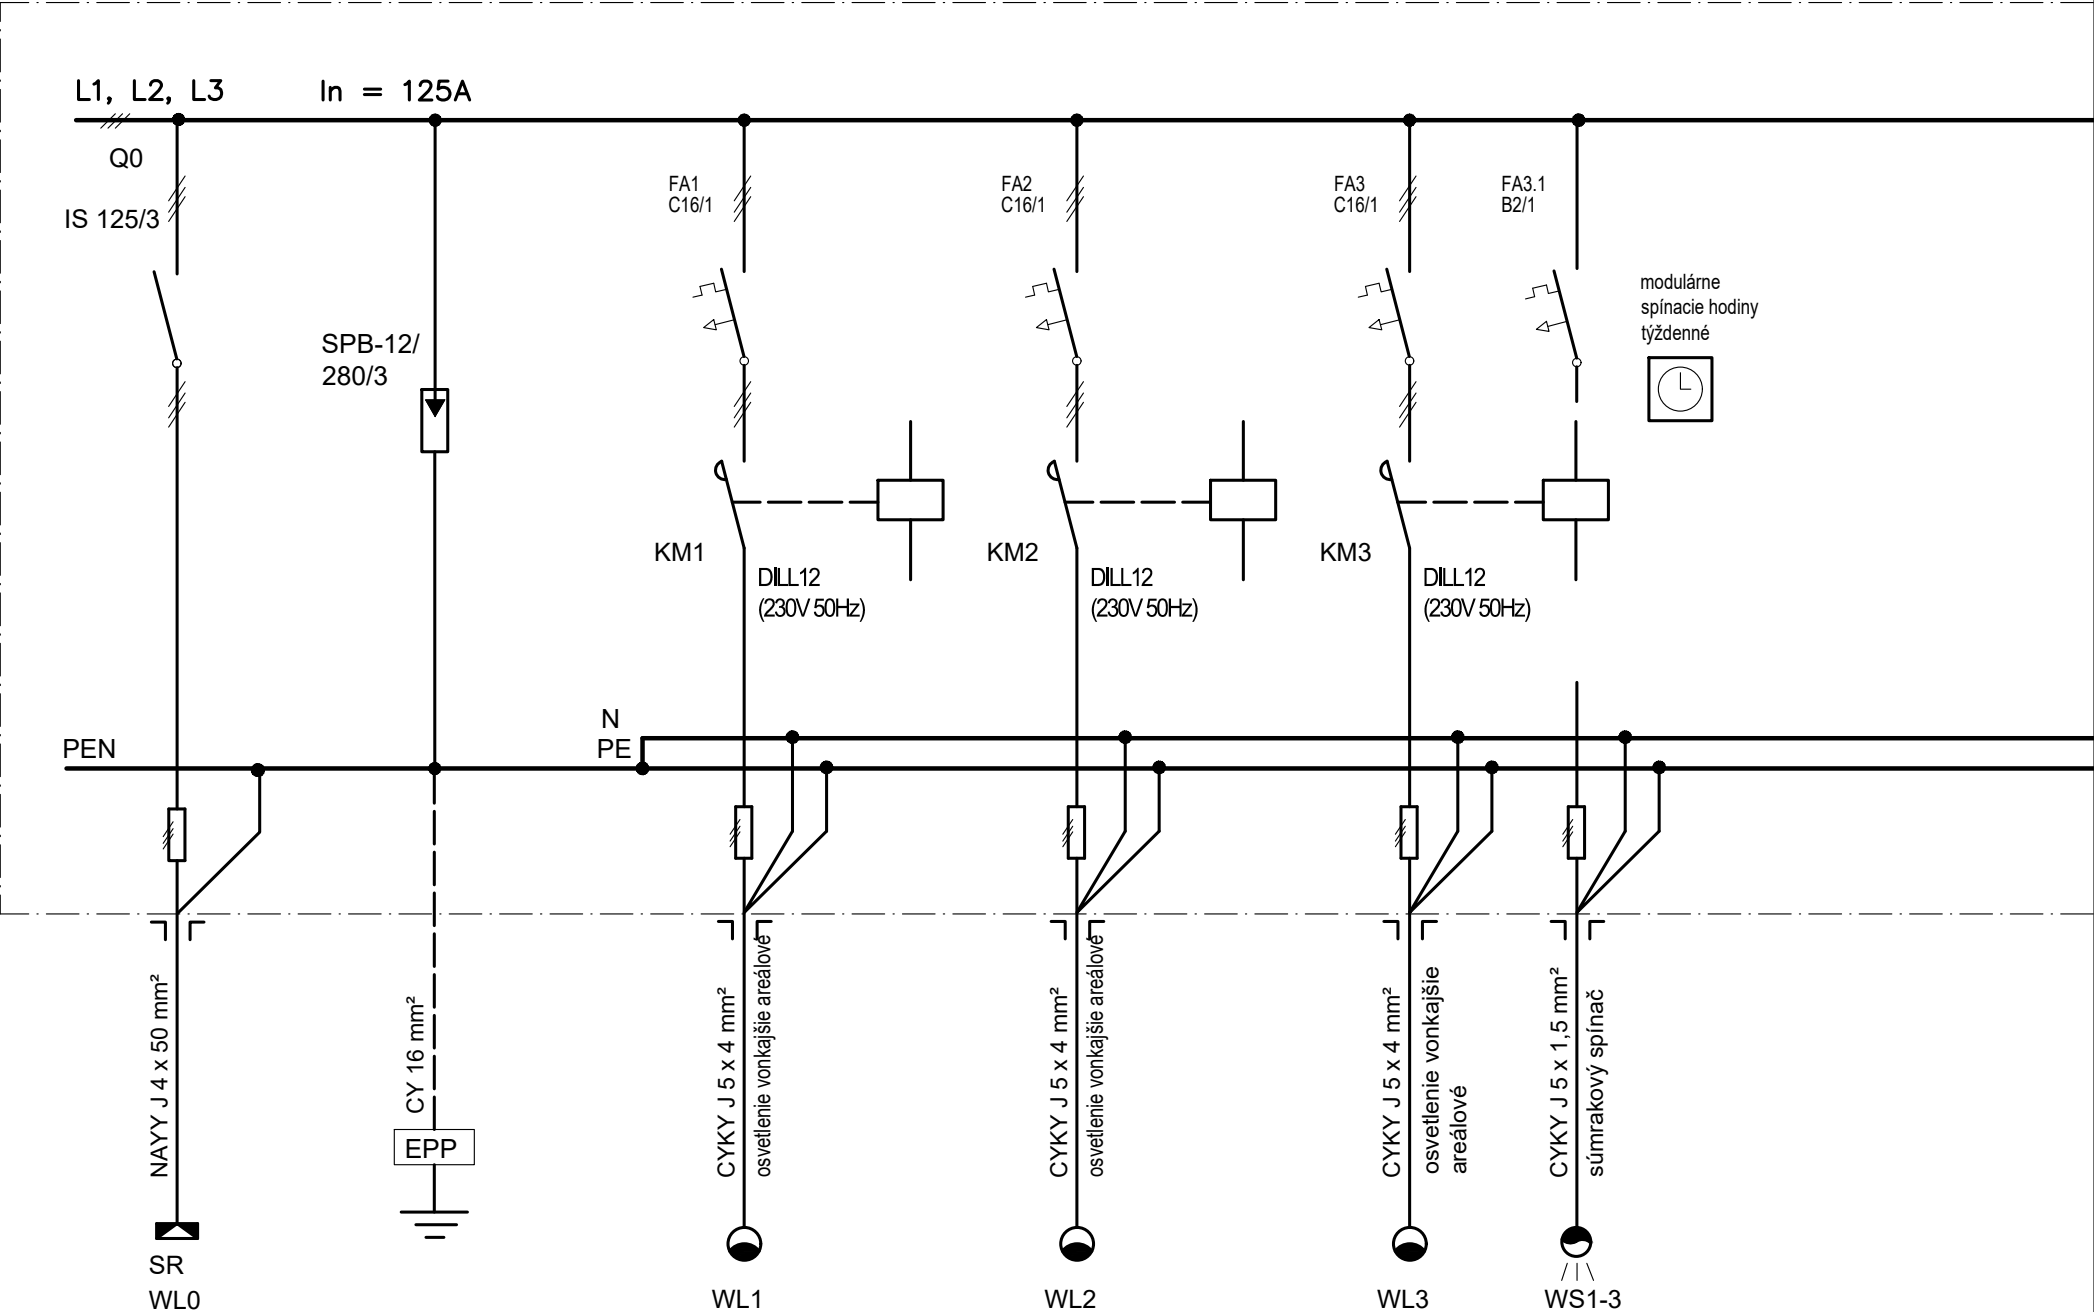 L1, L2, L3
In = 125A
Q0
IS 125/3
SPB-12/
280/3
FA1
C16/1
FA2
C16/1
FA3
C16/1
FA3.1
B2/1
modulárne
spínacie hodiny
týždenné
KM1
DILL12
(230V 50Hz)
KM2
DILL12
(230V 50Hz)
KM3
DILL12
(230V 50Hz)
PEN
N
PE
NAYY J 4 x 50 mm²
CY 16 mm²
EPP
CYKY J 5 x 4 mm²
osvetlenie vonkajšie areálové
CYKY J 5 x 4 mm²
osvetlenie vonkajšie areálové
CYKY J 5 x 4 mm²
osvetlenie vonkajšie
areálové
CYKY J 5 x 1,5 mm²
súmrakový spínač
SR
WL0
WL1
WL2
WL3
WS1-3